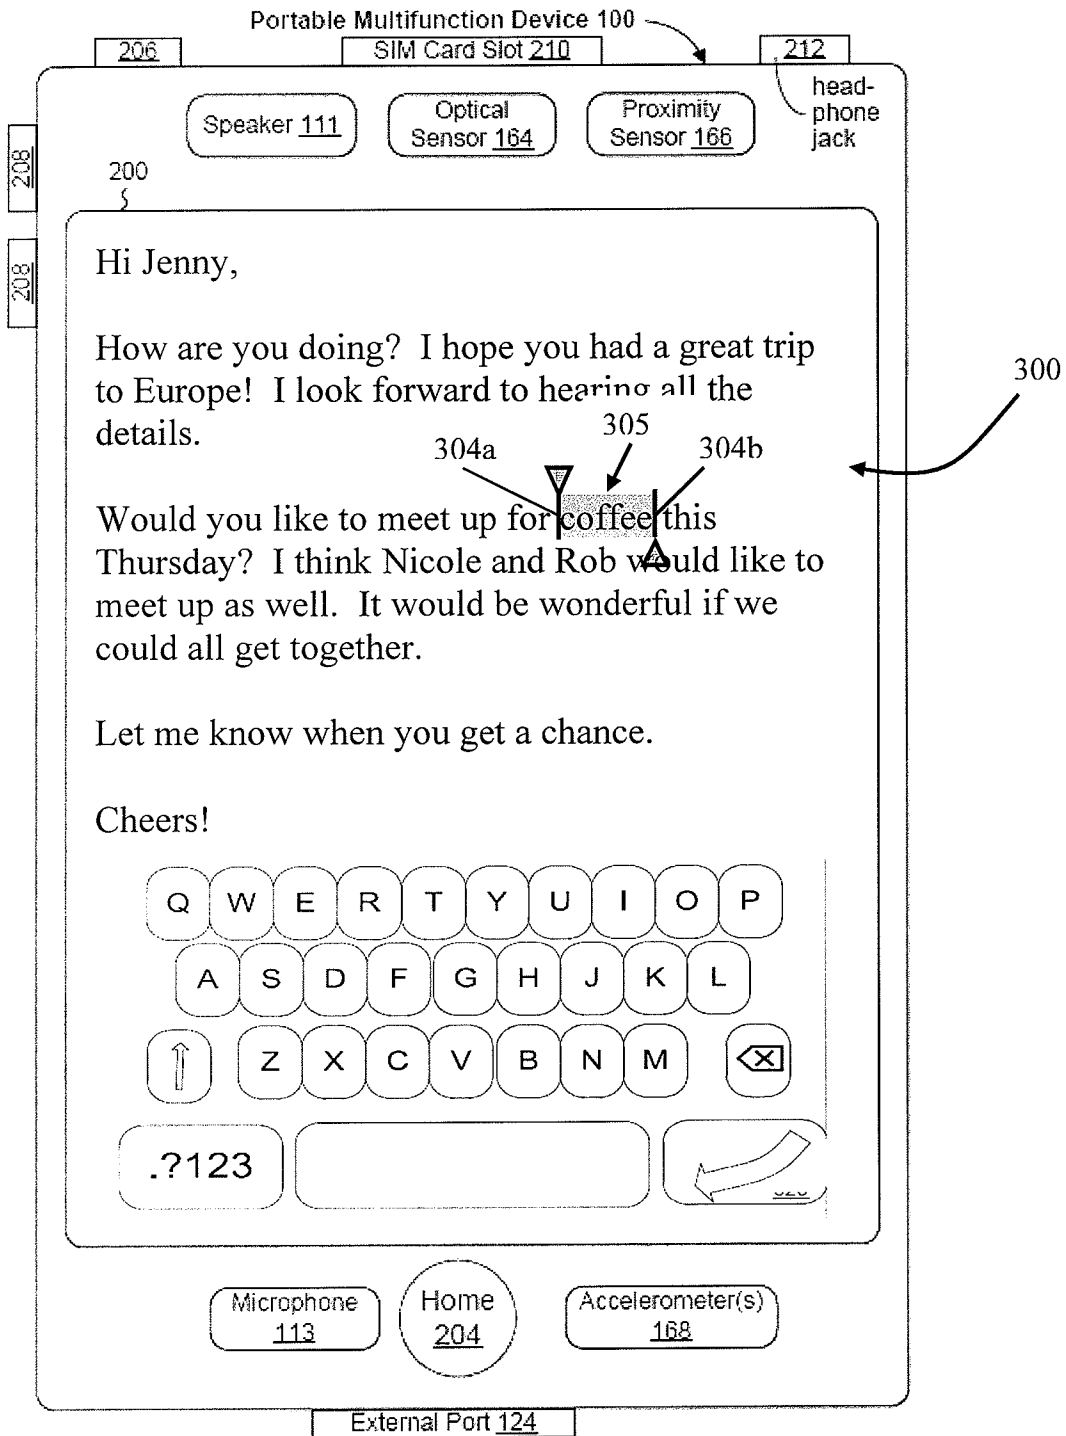 Portable Multifunction Device 100
206
SIM Card Slot 210
212
head-
phone
jack
Speaker 111
Optical
Sensor 164
Proximity
Sensor 166
208
208
200
Hi Jenny,
How are you doing? I hope you had a great trip
to Europe! I look forward to hearing all the
details.
300
305
304a
304b
Would you like to meet up for coffee this
Thursday? I think Nicole and Rob would like to
meet up as well. It would be wonderful if we
could all get together.
Let me know when you get a chance.
Cheers!
Q W E R T Y U I O P
A S D F G H J K L
Z X C V B N M
.?123
Microphone
113
Home
204
Accelerometer(s)
168
External Port 124